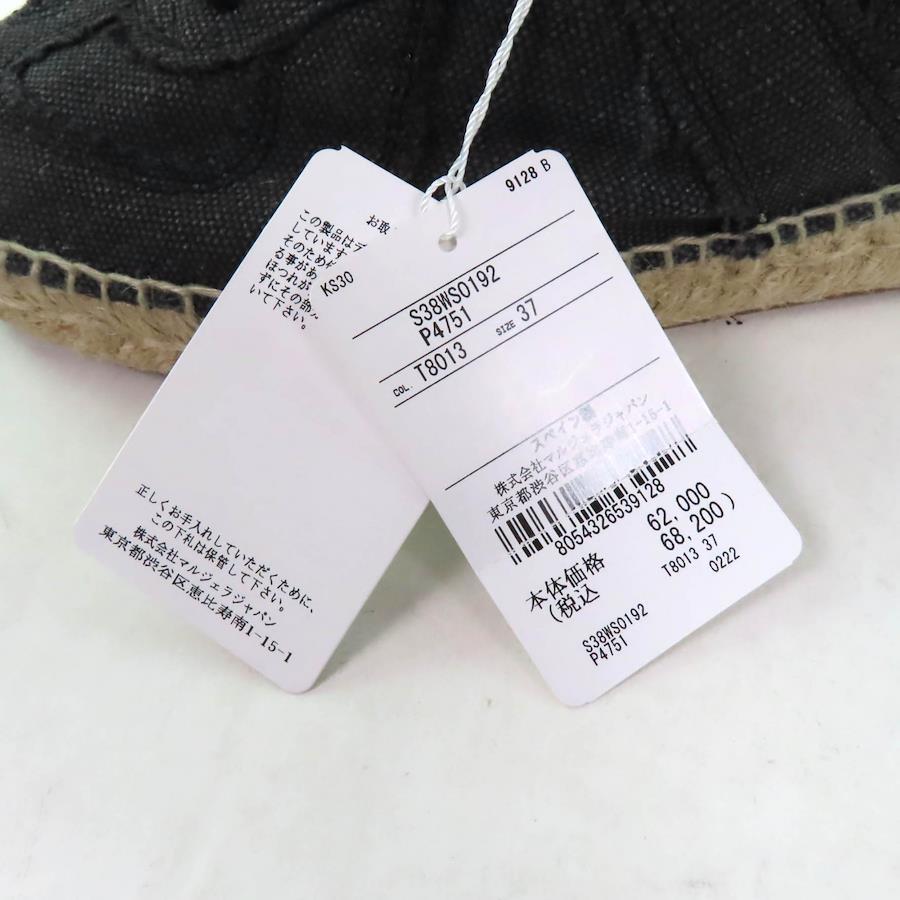 お取
この製品はデ
しています
そのため
る事があ
ほつれが
ずにその部
いて下さい。
KS30
正しくお手入れしていただくために、
この下札は保管して下さい。
株式会社マルジェラジャパン
東京都渋谷区恵比寿南1-15-1
9128 B
S38WS0192
P4751
COL. T8013 SIZE 37
スペイン製
株式会社マルジェラジャパン
東京都渋谷区恵比寿南1-15-1
8054326539128
本体価格 62,000
(税込 68,200)
T8013 37
0222
S38WS0192
P4751